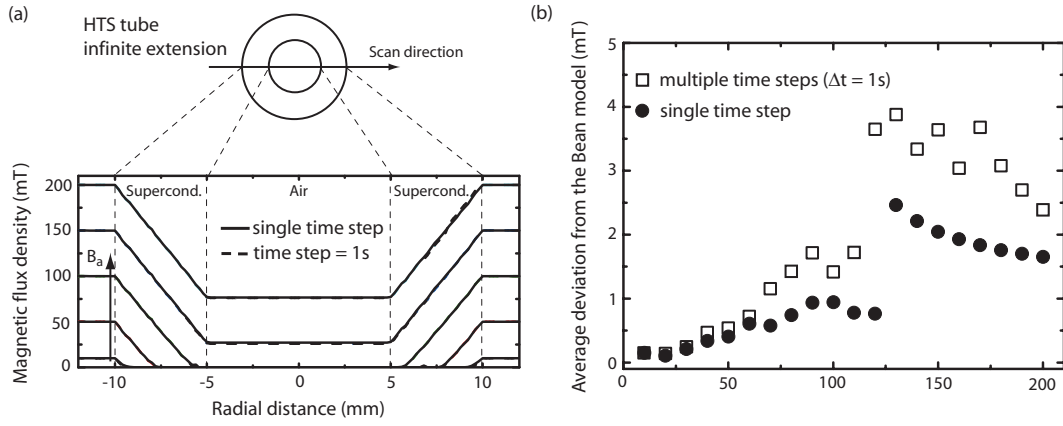 (a)
HTS tube
infinite extension
Scan direction
Magnetic flux density (mT)
200
150
100
50
0
Supercond.
Air
Supercond.
single time step
time step = 1s
Ba
-10
-5
0
5
10
Radial distance (mm)
(b)
Average deviation from the Bean model (mT)
5
4
3
2
1
0
multiple time steps (Δt = 1s)
single time step
0
50
100
150
200